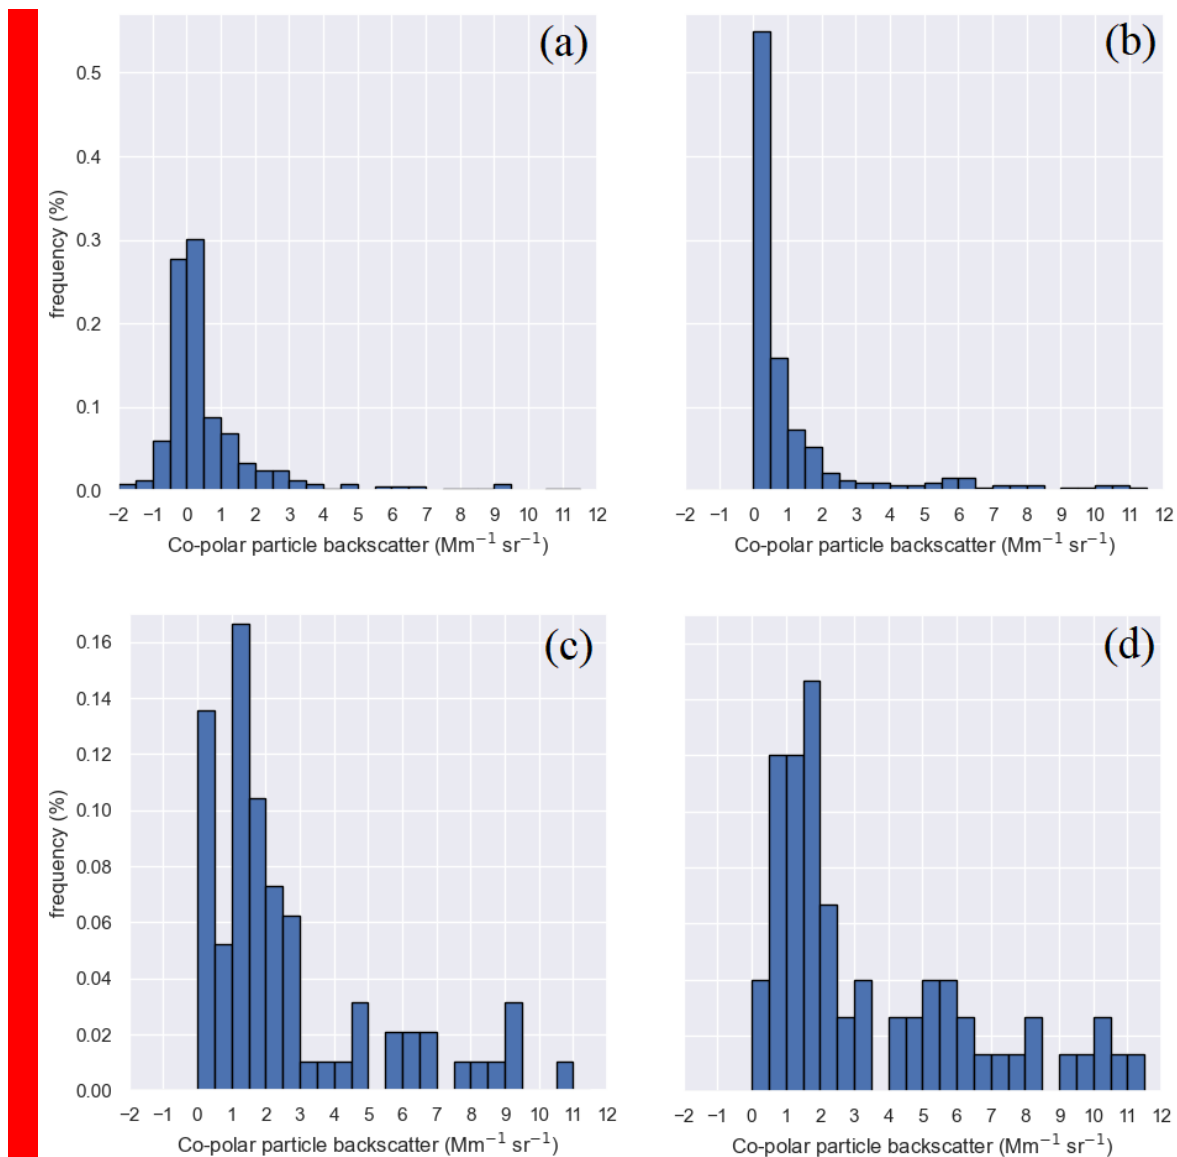 (a)
(b)
0.5
0.4
0.3
0.2
0.1
0.0
frequency (%)
−2 −1 0 1 2 3 4 5 6 7 8 9 10 11 12
Co-polar particle backscatter (Mm⁻¹ sr⁻¹)
−2 −1 0 1 2 3 4 5 6 7 8 9 10 11 12
Co-polar particle backscatter (Mm⁻¹ sr⁻¹)
(c)
(d)
0.16
0.14
0.12
0.10
0.08
0.06
0.04
0.02
0.00
frequency (%)
−2 −1 0 1 2 3 4 5 6 7 8 9 10 11 12
Co-polar particle backscatter (Mm⁻¹ sr⁻¹)
−2 −1 0 1 2 3 4 5 6 7 8 9 10 11 12
Co-polar particle backscatter (Mm⁻¹ sr⁻¹)